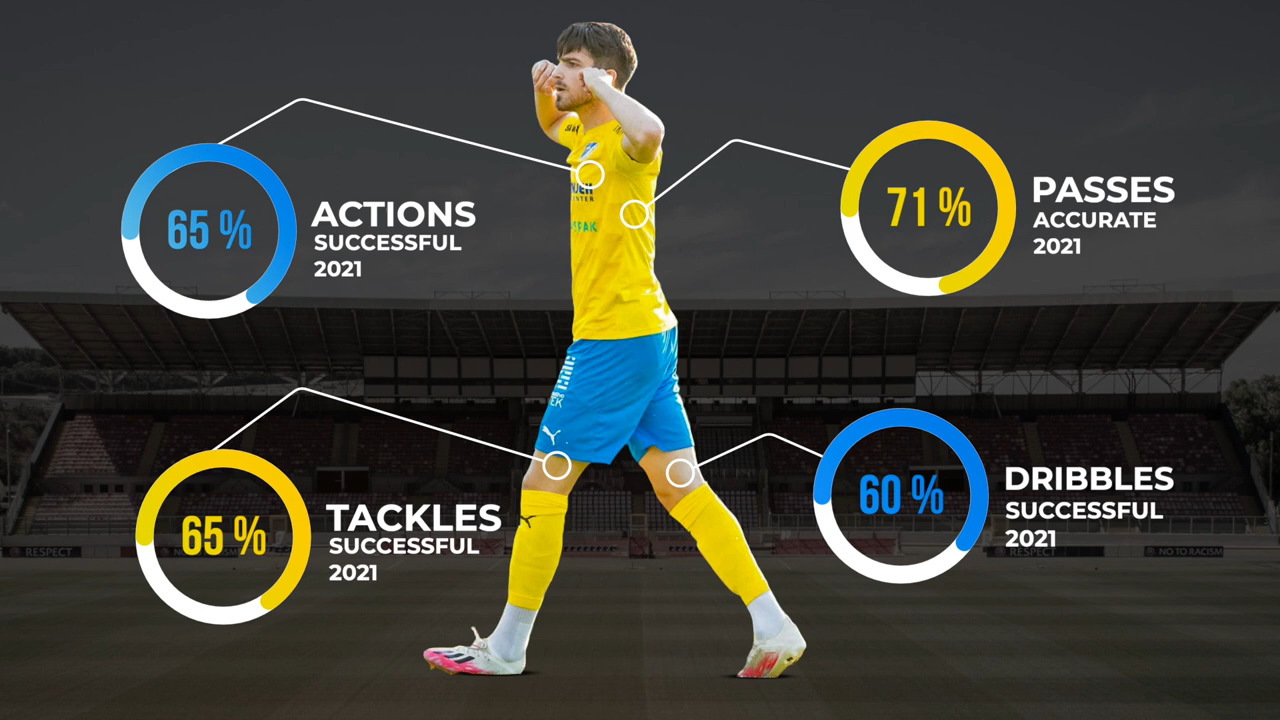 65 %
ACTIONS
SUCCESSFUL
2021
71 %
PASSES
ACCURATE
2021
65 %
TACKLES
SUCCESSFUL
2021
60 %
DRIBBLES
SUCCESSFUL
2021
RESPECT
RESPECT
NO TO RACISM